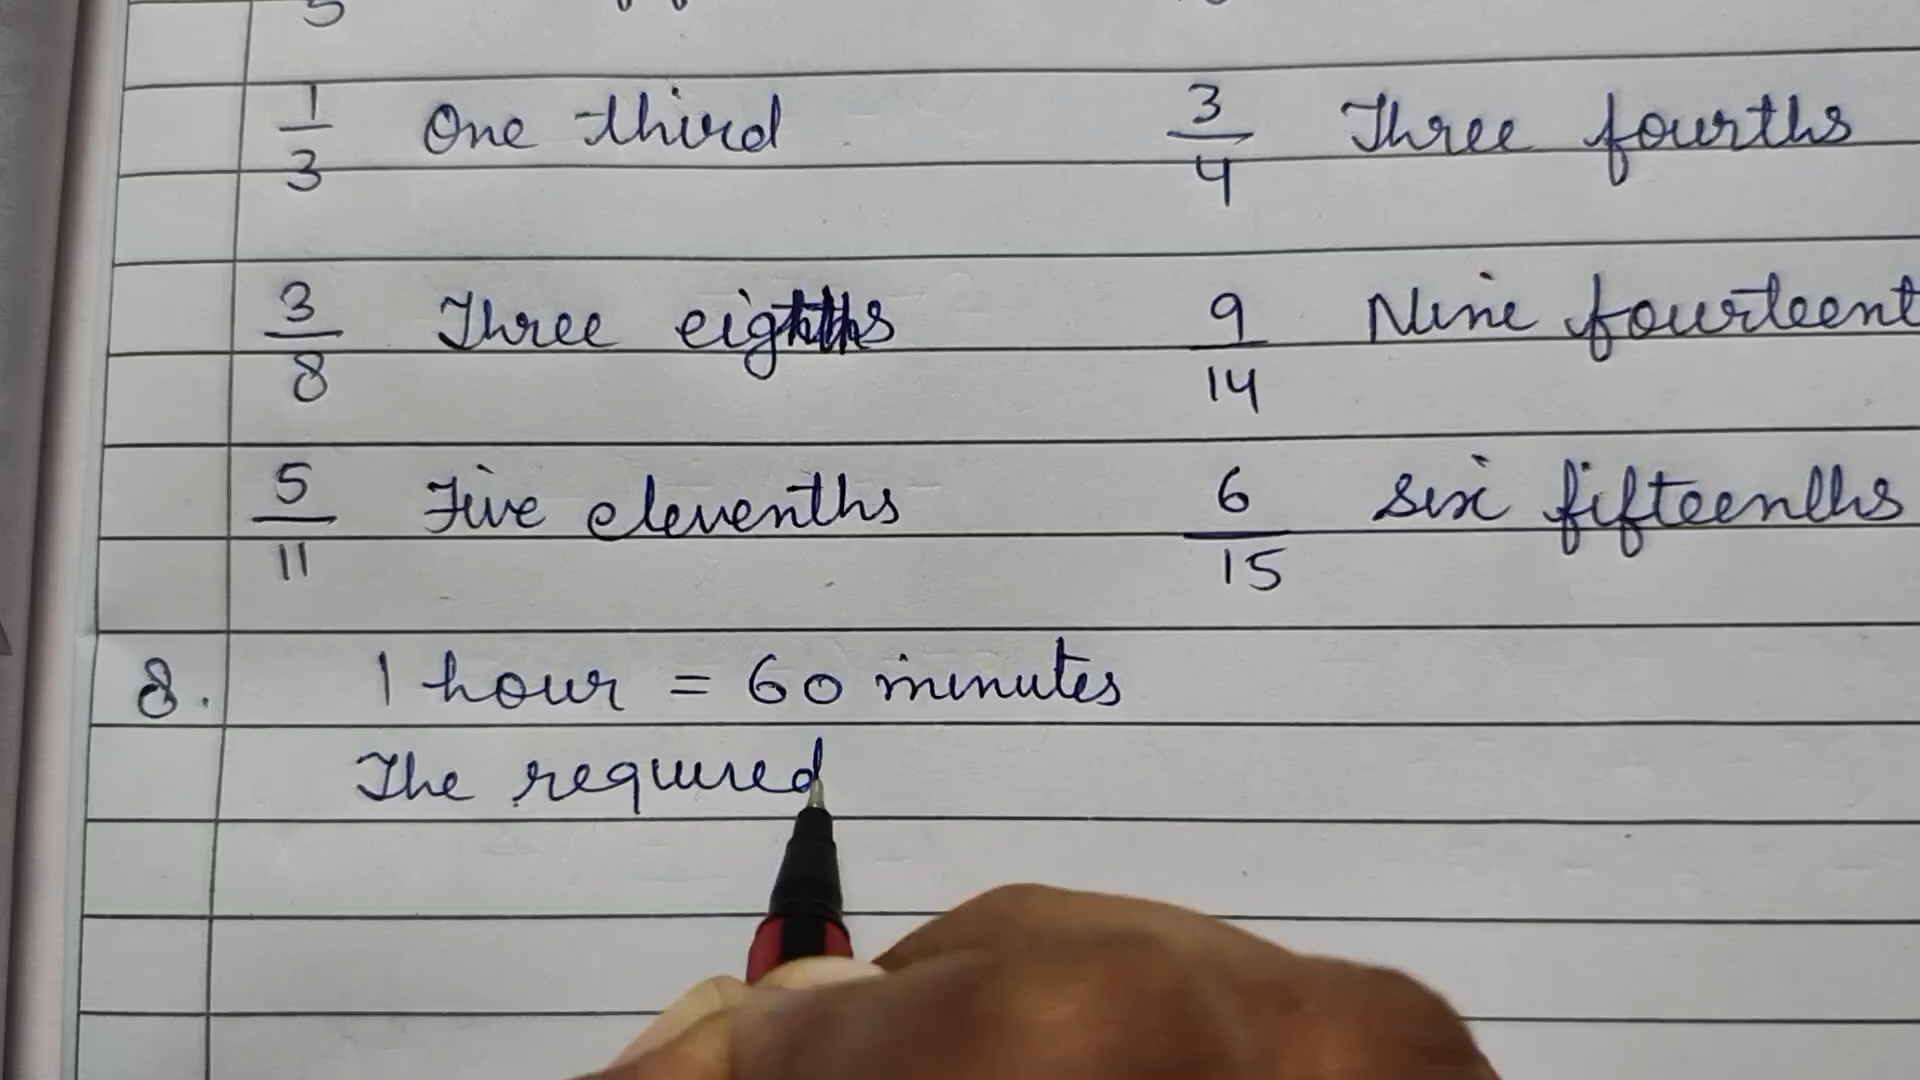 1/3 One third 3/4 Three fourths
3/8 Three eighths 9/14 Nine fourteent
5/11 Five elevenths 6/15 Six fifteenths
8. 1 hour = 60 minutes
The required